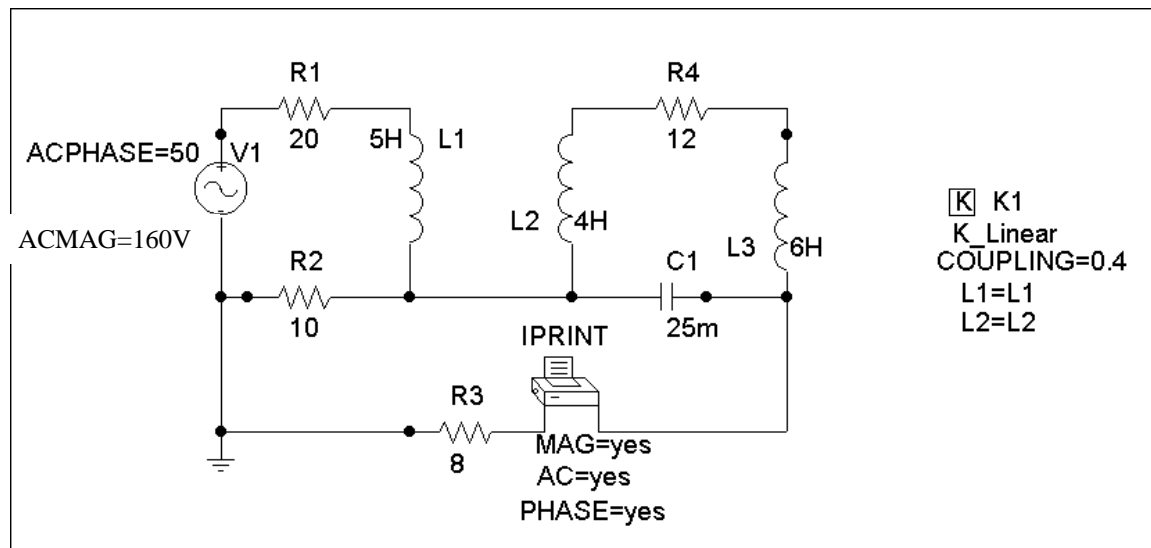 R1
20
5H
L1
ACPHASE=50
V1
ACMAG=160V
R4
12
L2
4H
L3
6H
R2
10
C1
25m
IPRINT
R3
8
MAG=yes
AC=yes
PHASE=yes
K K1
K_Linear
COUPLING=0.4
L1=L1
L2=L2